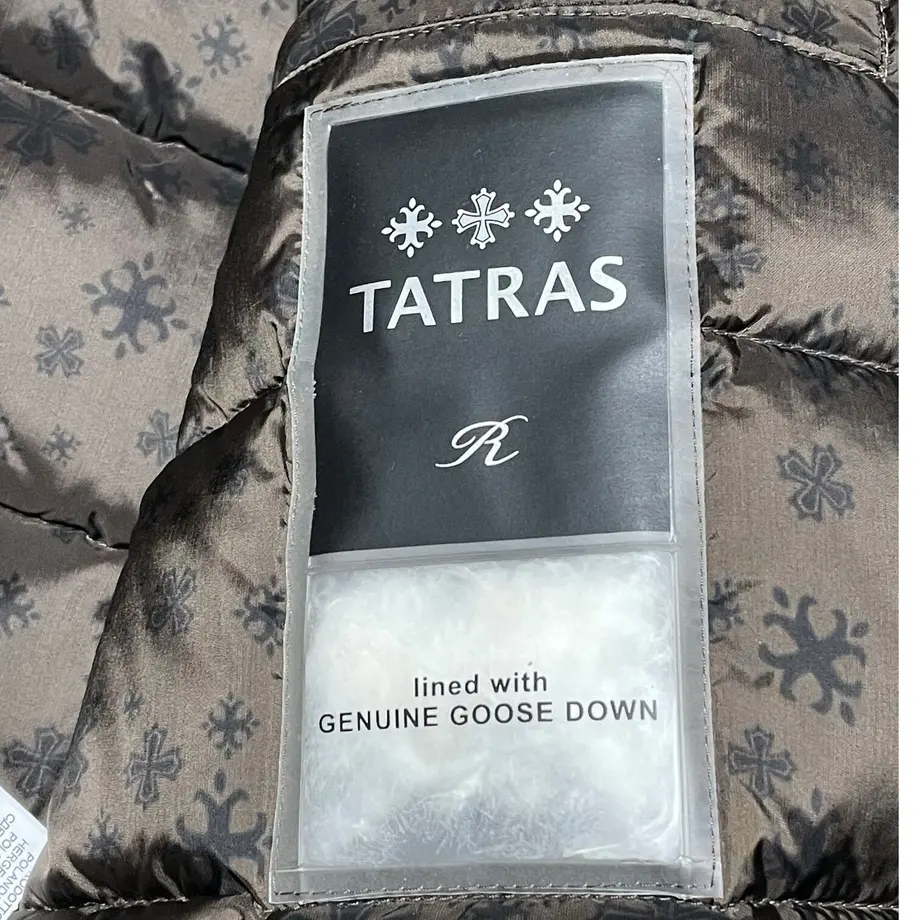 TATRAS
R
lined with
GENUINE GOOSE DOWN